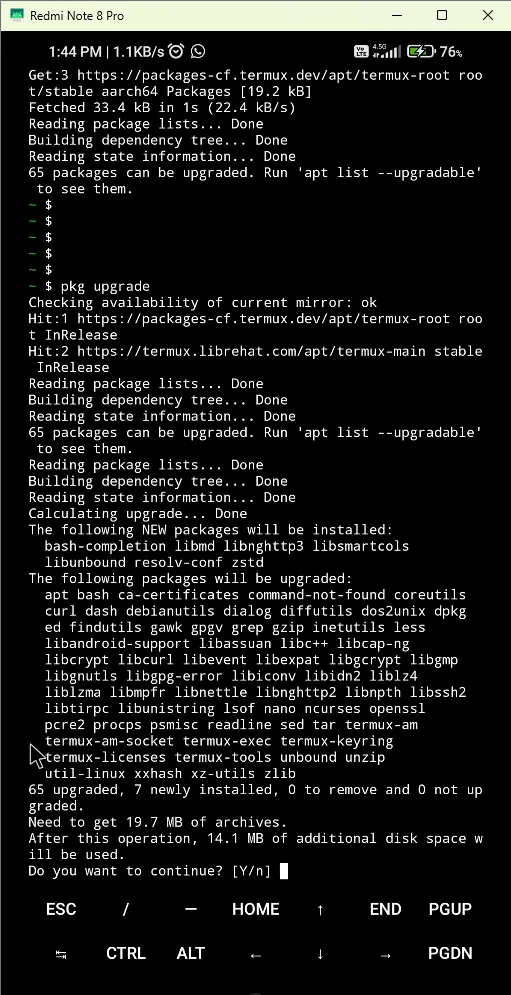 Redmi Note 8 Pro
1:44 PM | 1.1KB/s Vo LTE 4.5G 76%
Get:3 https://packages-cf.termux.dev/apt/termux-root roo
t/stable aarch64 Packages [19.2 kB]
Fetched 33.4 kB in 1s (22.4 kB/s)
Reading package lists... Done
Building dependency tree... Done
Reading state information... Done
65 packages can be upgraded. Run 'apt list --upgradable'
 to see them.
~ $
~ $
~ $
~ $
~ $
~ $ pkg upgrade
Checking availability of current mirror: ok
Hit:1 https://packages-cf.termux.dev/apt/termux-root roo
t InRelease
Hit:2 https://termux.librehat.com/apt/termux-main stable
 InRelease
Reading package lists... Done
Building dependency tree... Done
Reading state information... Done
65 packages can be upgraded. Run 'apt list --upgradable'
 to see them.
Reading package lists... Done
Building dependency tree... Done
Reading state information... Done
Calculating upgrade... Done
The following NEW packages will be installed:
  bash-completion libmd libnghttp3 libsmartcols
  libunbound resolv-conf zstd
The following packages will be upgraded:
  apt bash ca-certificates command-not-found coreutils
  curl dash debianutils dialog diffutils dos2unix dpkg
  ed findutils gawk gpgv grep gzip inetutils less
  libandroid-support libassuan libc++ libcap-ng
  libcrypt libcurl libevent libexpat libgcrypt libgmp
  libgnutls libgpg-error libiconv libidn2 liblz4
  liblzma libmpfr libnettle libnghttp2 libnpth libssh2
  libtirpc libunistring lsof nano ncurses openssl
  pcre2 procps psmisc readline sed tar termux-am
  termux-am-socket termux-exec termux-keyring
  termux-licenses termux-tools unbound unzip
  util-linux xxhash xz-utils zlib
65 upgraded, 7 newly installed, 0 to remove and 0 not up
graded.
Need to get 19.7 MB of archives.
After this operation, 14.1 MB of additional disk space w
ill be used.
Do you want to continue? [Y/n]
ESC / — HOME ↑ END PGUP
↹ CTRL ALT ← ↓ → PGDN